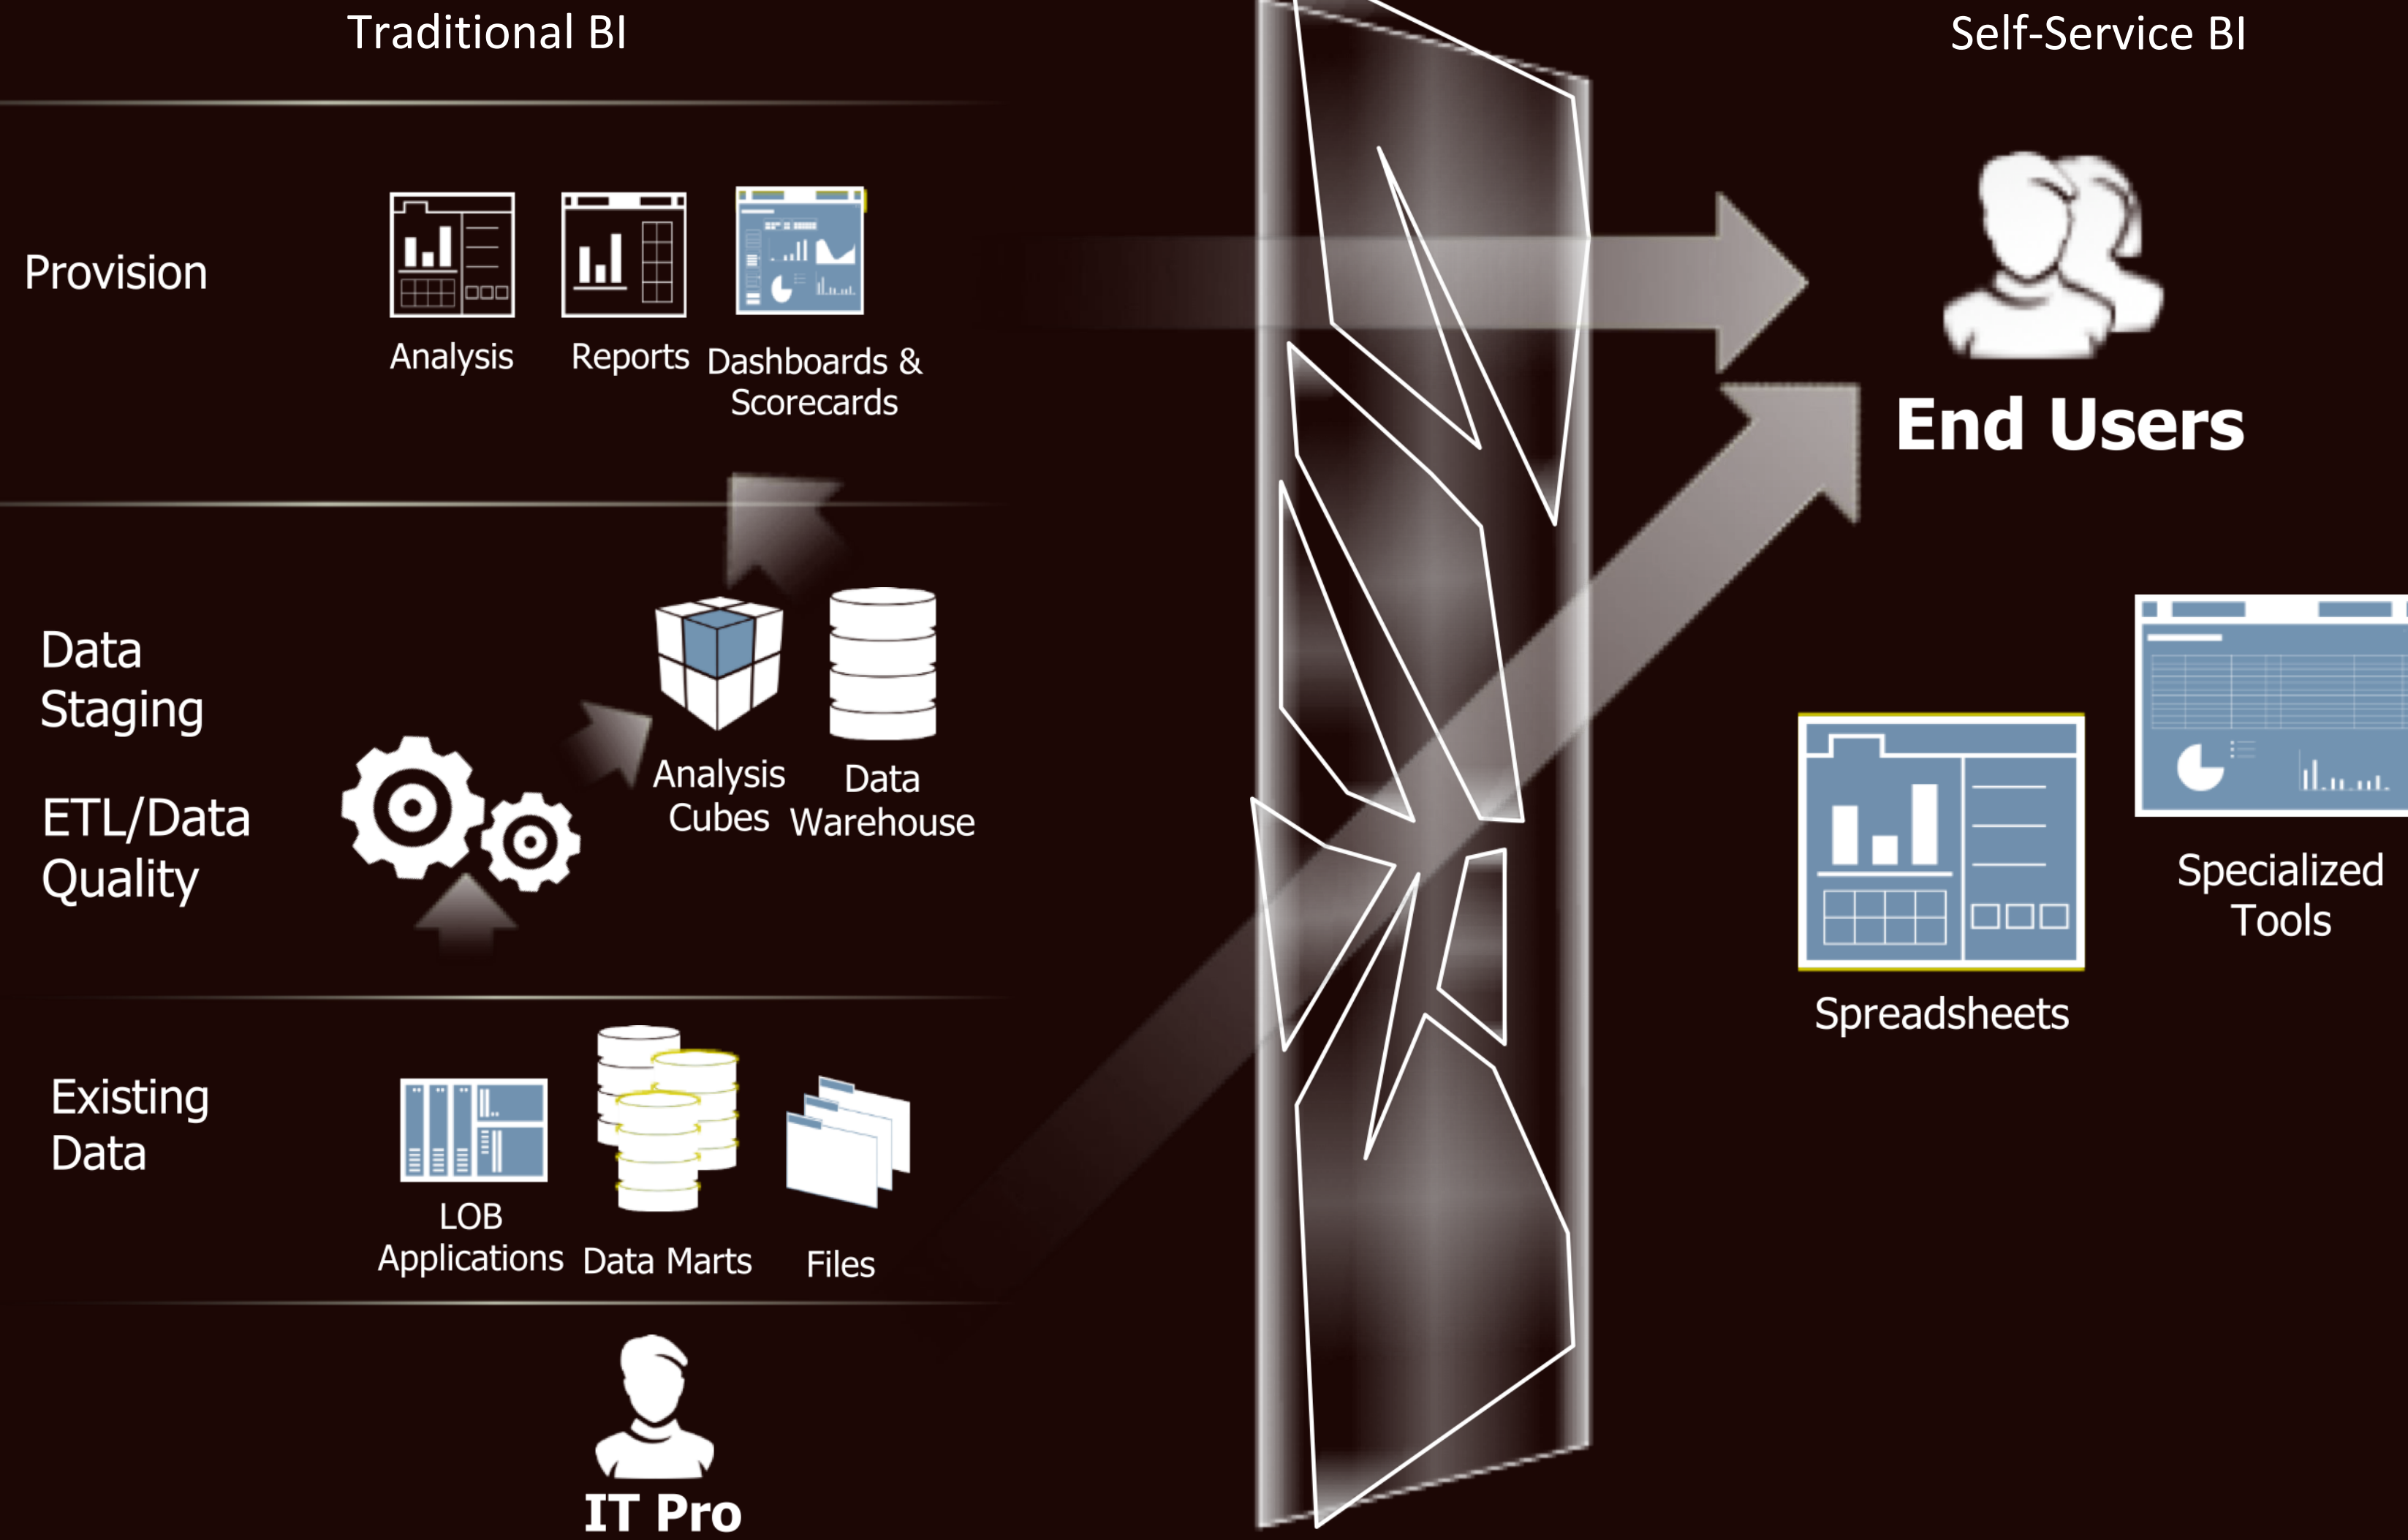 Traditional BI
Self-Service BI
Provision
Analysis
Reports
Dashboards &
Scorecards
End Users
Data
Staging
ETL/Data
Quality
Analysis
Cubes
Data
Warehouse
Specialized
Tools
Spreadsheets
Existing
Data
LOB
Applications
Data Marts
Files
IT Pro